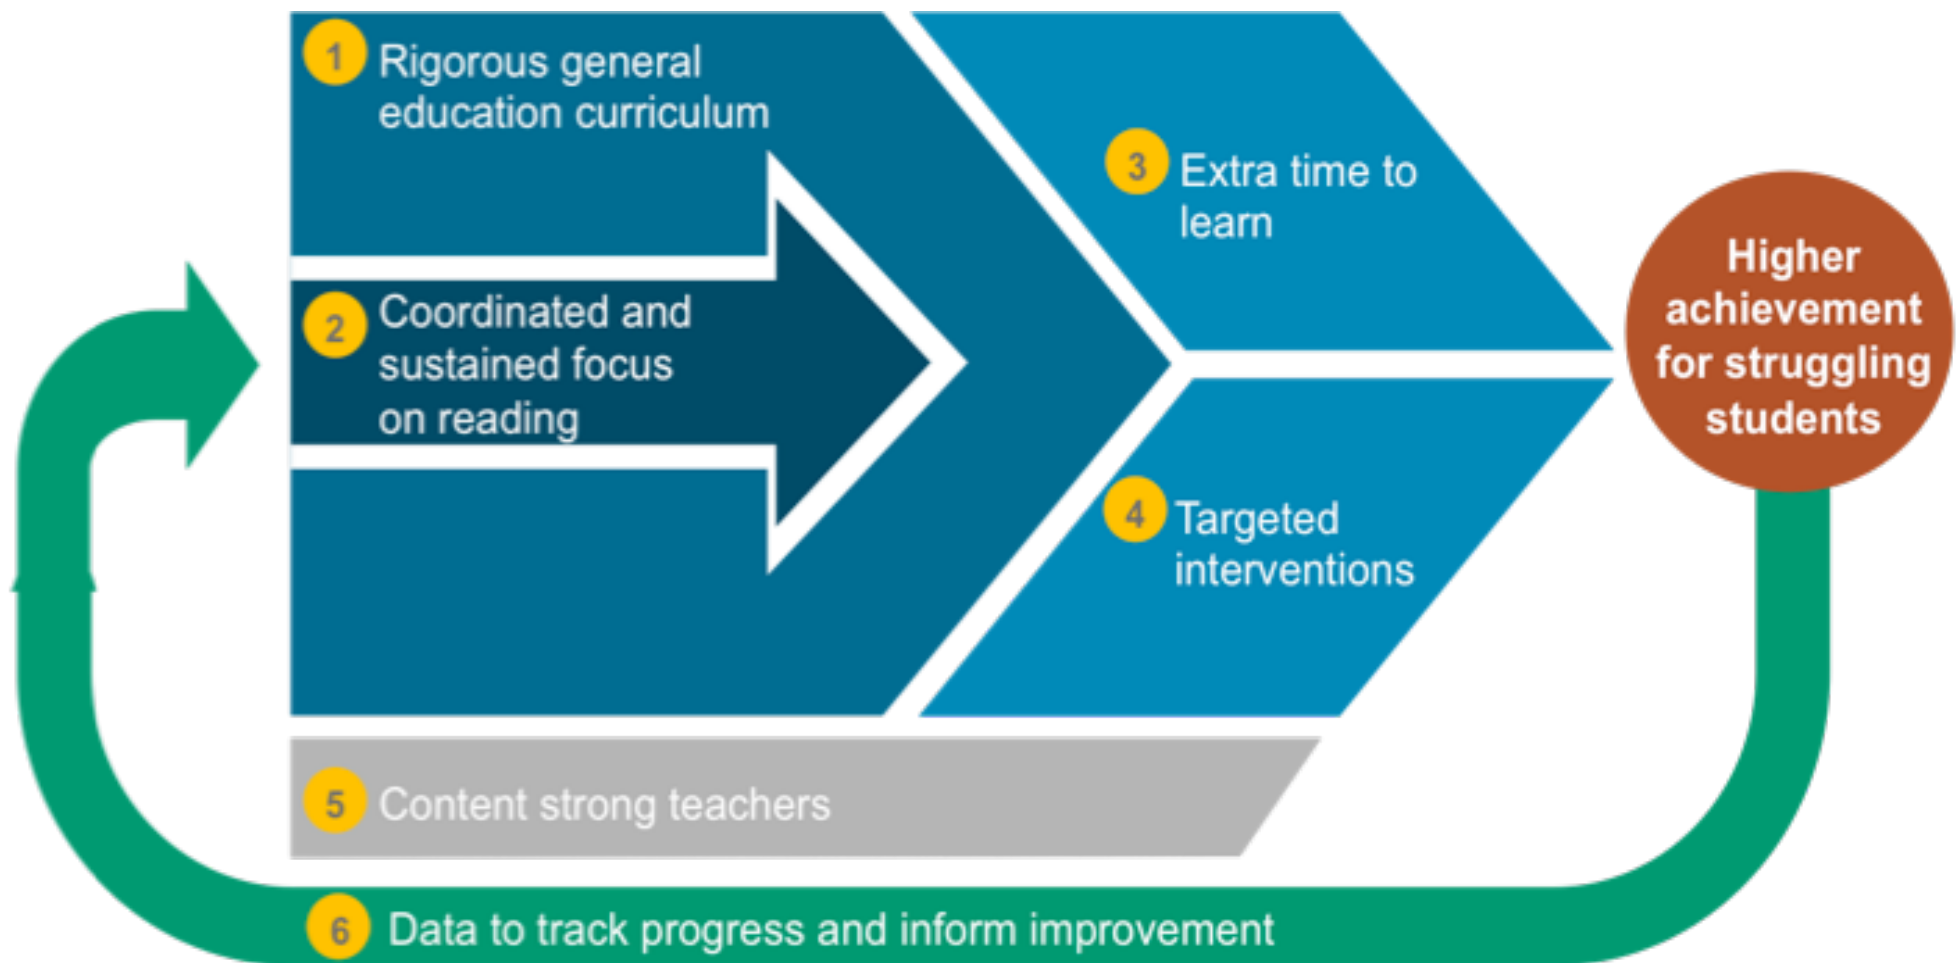 1
Rigorous general
education curriculum
2
Coordinated and
sustained focus
on reading
3
Extra time to
learn
4
Targeted
interventions
Higher
achievement
for struggling
students
5
Content strong teachers
6
Data to track progress and inform improvement